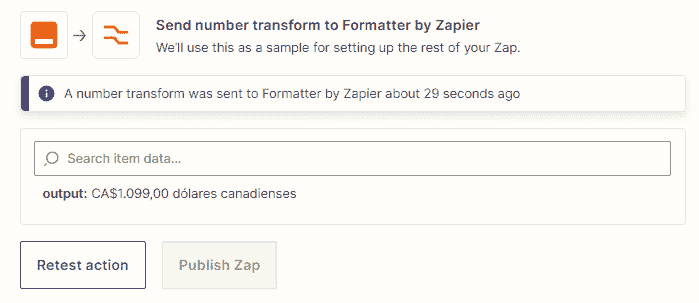 Send number transform to Formatter by Zapier
We'll use this as a sample for setting up the rest of your Zap.
A number transform was sent to Formatter by Zapier about 29 seconds ago
Search item data...
output: CA$1.099,00 dólares canadienses
Retest action
Publish Zap